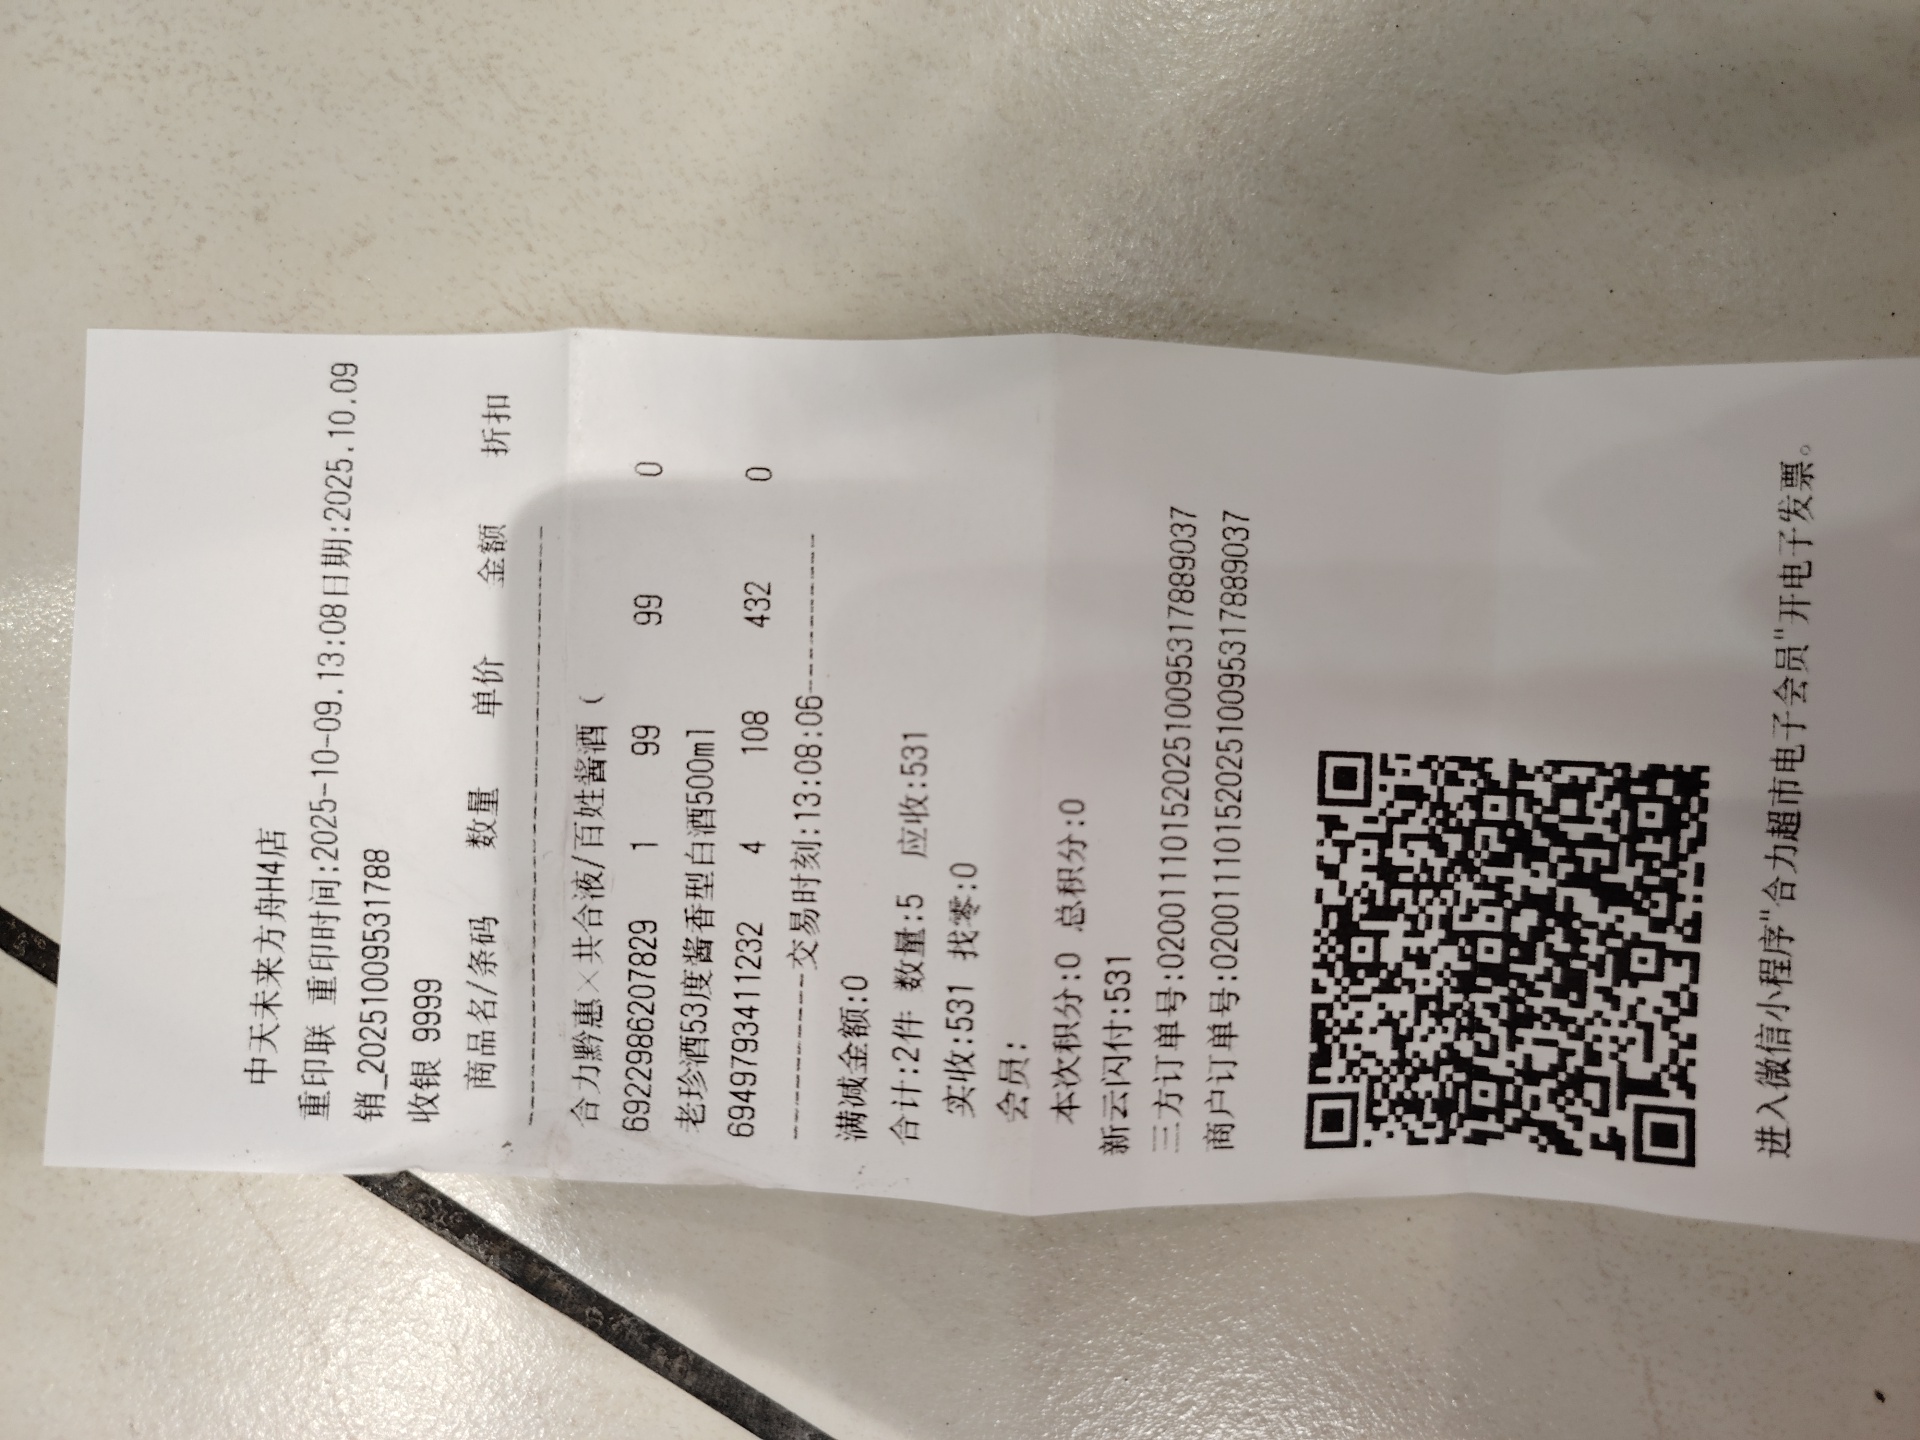 中天未来方舟H4店
重印联 重印时间:2025-10-09.13:08日期:2025.10.09
销_2025100953​1788
收银 9999
商品名/条码 数量 单价 金额 折扣
合力黔惠×共合液/百姓酱酒（
6922986207829 1 99 99 0
老珍酒53度酱香型白酒500ml
6949793411232 4 108 432 0
----------交易时刻:13:08:06----------
满减金额:0
合计:2件 数量:5 应收:531
实收:531 找零:0
会员:
本次积分:0 总积分:0
新云闪付:531
三方订单号:0200111015202510095317889037
商户订单号:0200111015202510095317889037
进入微信小程序"合力超市电子会员"开电子发票。